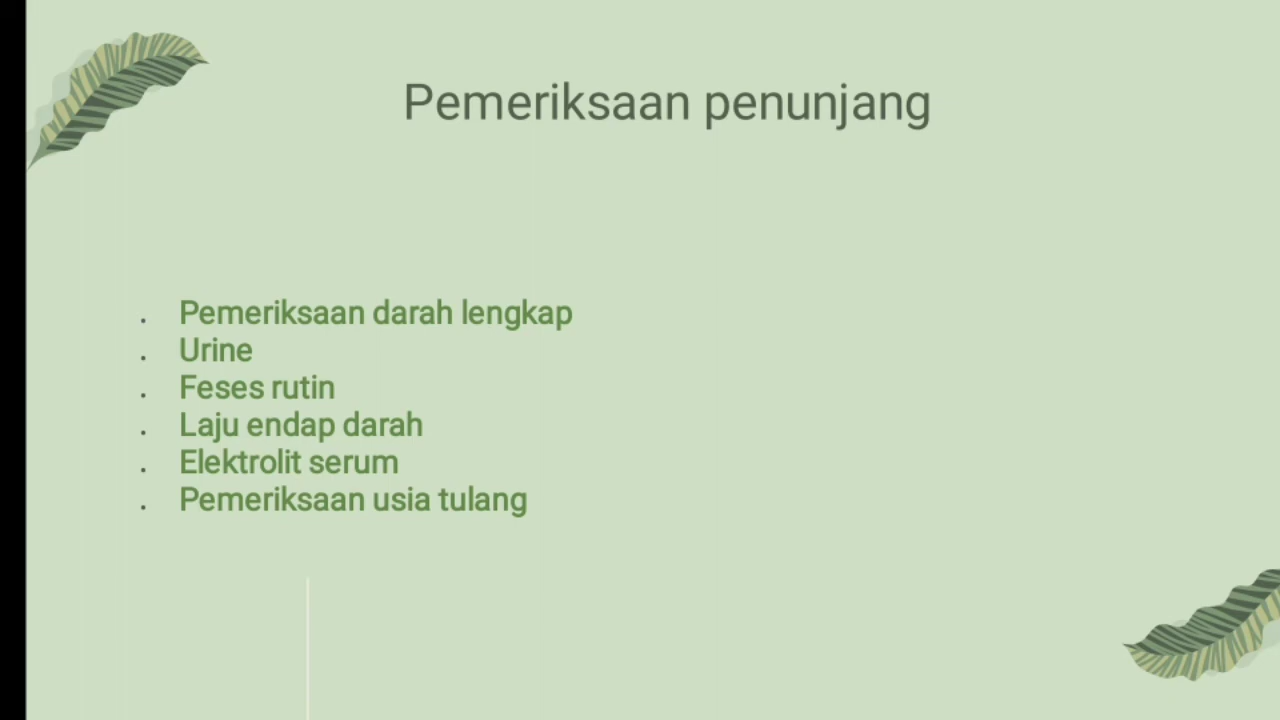 Pemeriksaan penunjang
. Pemeriksaan darah lengkap
. Urine
. Feses rutin
. Laju endap darah
. Elektrolit serum
. Pemeriksaan usia tulang